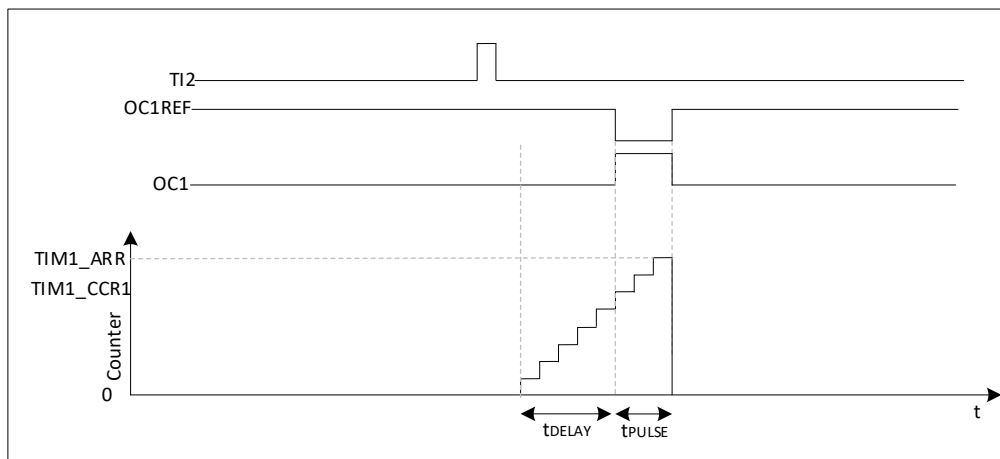 TI2
OC1REF
OC1
TIM1_ARR
TIM1_CCR1
Counter
0
t
tDELAY
tPULSE